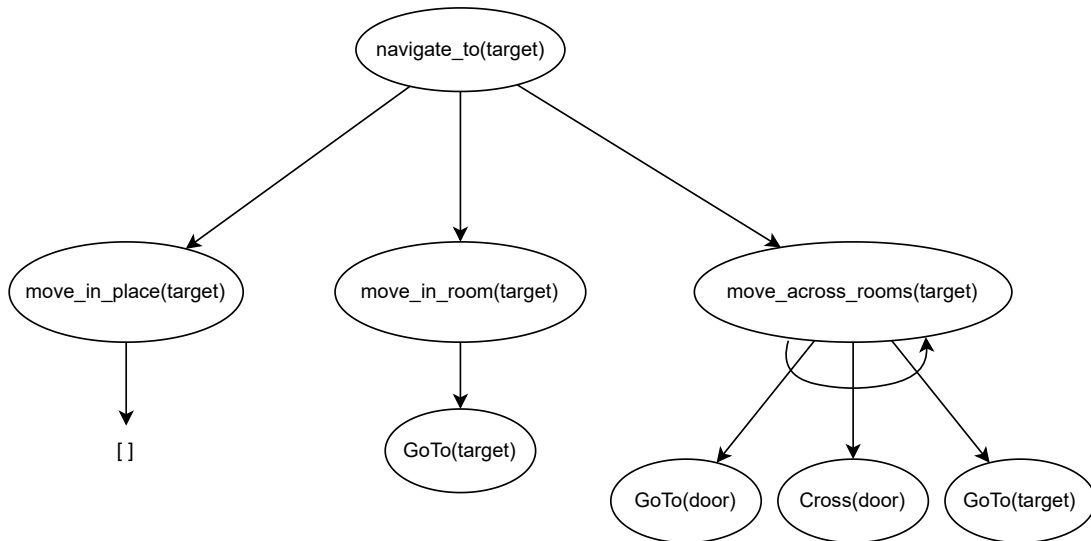 navigate_to(target)
move_in_place(target)
move_in_room(target)
move_across_rooms(target)
[ ]
GoTo(target)
GoTo(door)
Cross(door)
GoTo(target)